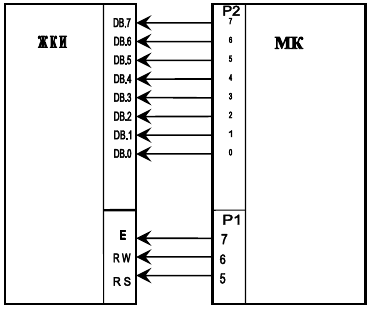 P2
ЖКИ DB.7 7 МК
DB.6 6
DB.5 5
DB.4 4
DB.3 3
DB.2 2
DB.1 1
DB.0 0
P1
E 7
RW 6
RS 5